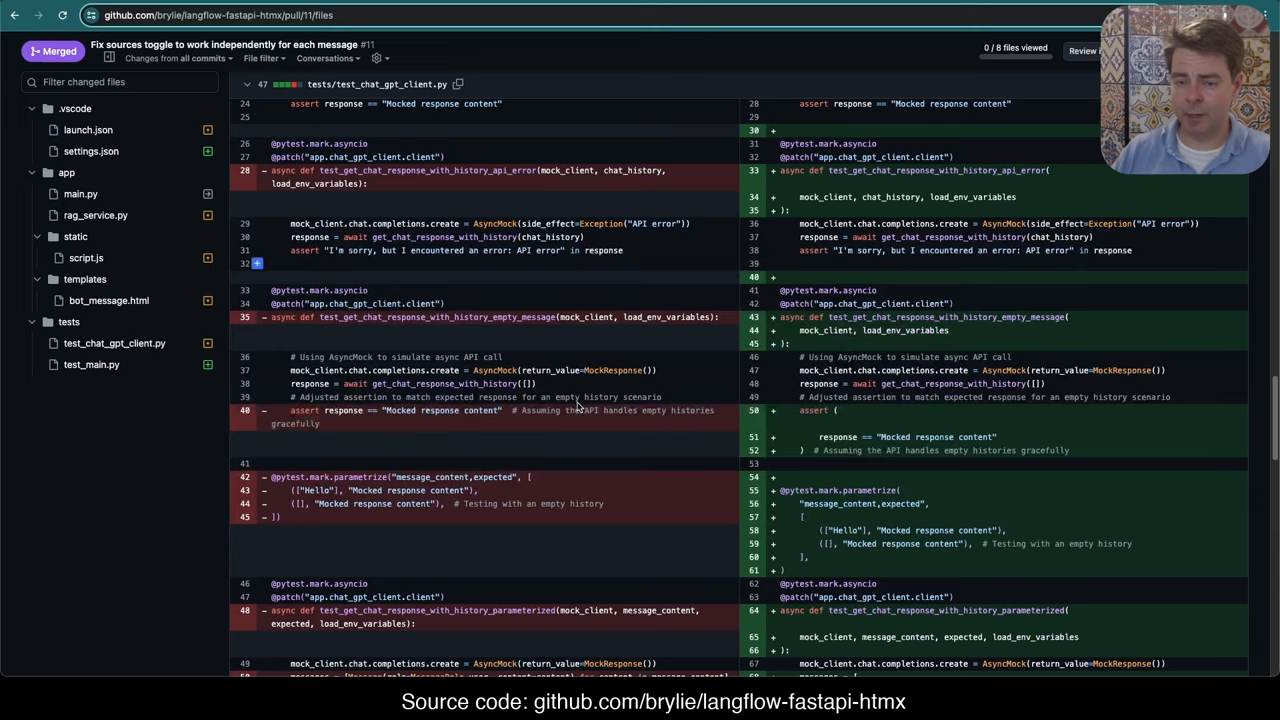 github.com/brylie/langflow-fastapi-htmx/pull/11/files
Merged
Fix sources toggle to work independently for each message #11
Changes from all commits
File filter
Conversations
0 / 8 files viewed
Review
Filter changed files
.vscode
launch.json
settings.json
app
main.py
rag_service.py
static
script.js
templates
bot_message.html
tests
test_chat_gpt_client.py
test_main.py
47 tests/test_chat_gpt_client.py
24 assert response == "Mocked response content"
25
26 @pytest.mark.asyncio
27 @patch("app.chat_gpt_client.client")
28 - async def test_get_chat_response_with_history_api_error(mock_client, chat_history,
load_env_variables):
29 mock_client.chat.completions.create = AsyncMock(side_effect=Exception("API error"))
30 response = await get_chat_response_with_history(chat_history)
31 assert "I'm sorry, but I encountered an error: API error" in response
32
33 @pytest.mark.asyncio
34 @patch("app.chat_gpt_client.client")
35 - async def test_get_chat_response_with_history_empty_message(mock_client, load_env_variables):
36 # Using AsyncMock to simulate async API call
37 mock_client.chat.completions.create = AsyncMock(return_value=MockResponse())
38 response = await get_chat_response_with_history([])
39 # Adjusted assertion to match expected response for an empty history scenario
40 - assert response == "Mocked response content" # Assuming the API handles empty histories
gracefully
41
42 - @pytest.mark.parametrize("message_content,expected", [
43 - (["Hello"], "Mocked response content"),
44 - ([], "Mocked response content"), # Testing with an empty history
45 - ])
46 @pytest.mark.asyncio
47 @patch("app.chat_gpt_client.client")
48 - async def test_get_chat_response_with_history_parameterized(mock_client, message_content,
expected, load_env_variables):
49 mock_client.chat.completions.create = AsyncMock(return_value=MockResponse())
28 assert response == "Mocked response content"
29
30 +
31 @pytest.mark.asyncio
32 @patch("app.chat_gpt_client.client")
33 + async def test_get_chat_response_with_history_api_error(
34 + mock_client, chat_history, load_env_variables
35 + ):
36 mock_client.chat.completions.create = AsyncMock(side_effect=Exception("API error"))
37 response = await get_chat_response_with_history(chat_history)
38 assert "I'm sorry, but I encountered an error: API error" in response
39
40 +
41 @pytest.mark.asyncio
42 @patch("app.chat_gpt_client.client")
43 + async def test_get_chat_response_with_history_empty_message(
44 + mock_client, load_env_variables
45 + ):
46 # Using AsyncMock to simulate async API call
47 mock_client.chat.completions.create = AsyncMock(return_value=MockResponse())
48 response = await get_chat_response_with_history([])
49 # Adjusted assertion to match expected response for an empty history scenario
50 + assert (
51 response == "Mocked response content"
52 + ) # Assuming the API handles empty histories gracefully
53
54 +
55 + @pytest.mark.parametrize(
56 + "message_content,expected",
57 + [
58 + (["Hello"], "Mocked response content"),
59 + ([], "Mocked response content"), # Testing with an empty history
60 + ],
61 + )
62 @pytest.mark.asyncio
63 @patch("app.chat_gpt_client.client")
64 + async def test_get_chat_response_with_history_parameterized(
65 + mock_client, message_content, expected, load_env_variables
66 + ):
67 mock_client.chat.completions.create = AsyncMock(return_value=MockResponse())
Source code: github.com/brylie/langflow-fastapi-htmx